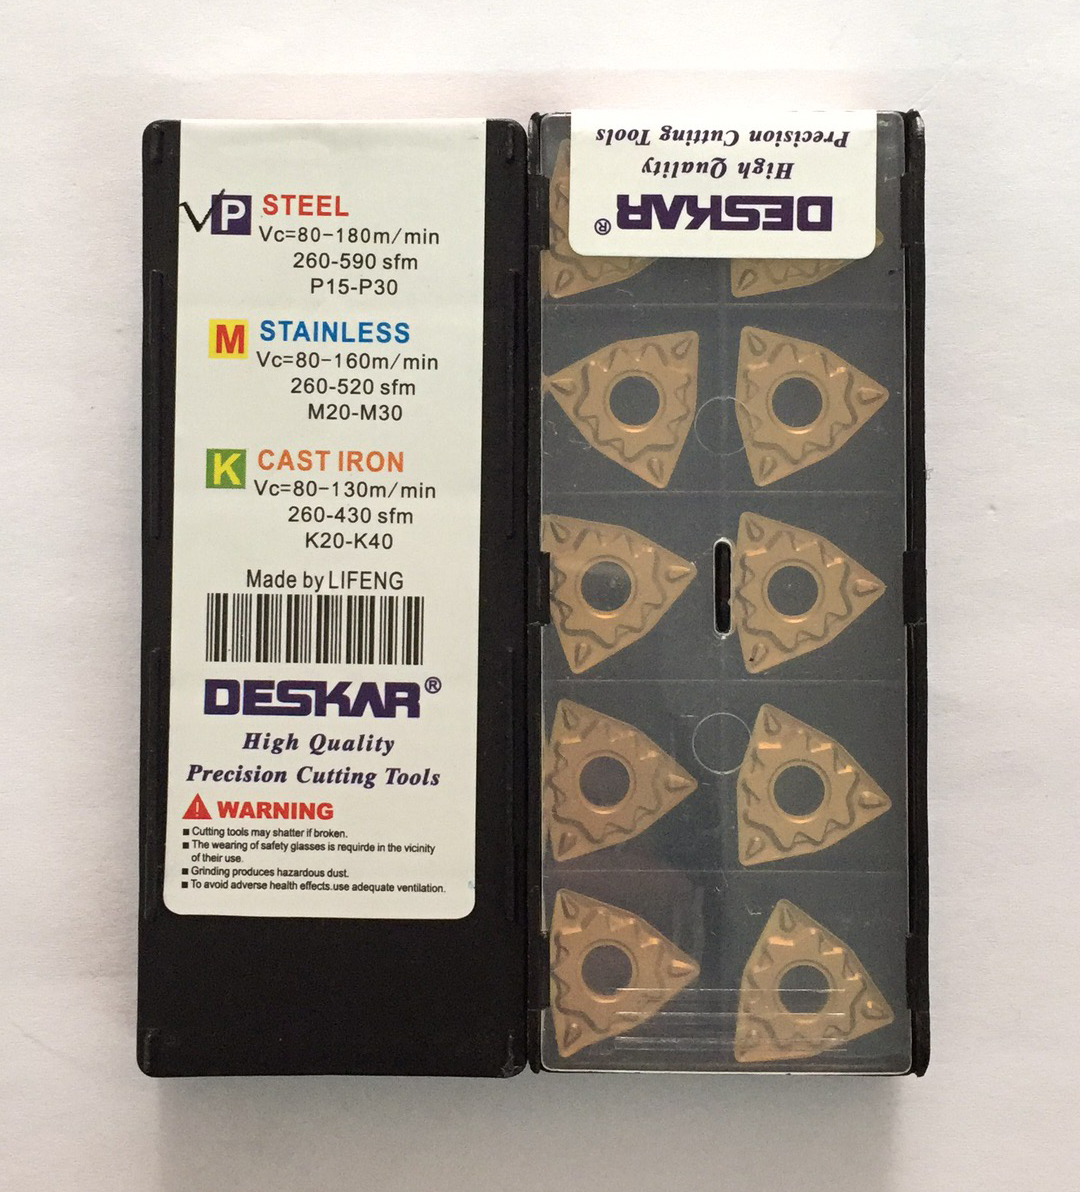 P STEEL
Vc=80-180m/min
260-590 sfm
P15-P30
M STAINLESS
Vc=80-160m/min
260-520 sfm
M20-M30
K CAST IRON
Vc=80-130m/min
260-430 sfm
K20-K40
Made by LIFENG
DESKAR®
High Quality
Precision Cutting Tools
WARNING
■ Cutting tools may shatter if broken.
■ The wearing of safety glasses is requirde in the vicinity
of their use.
■ Grinding produces hazardous dust.
■ To avoid adverse health effects.use adequate ventilation.
DESKAR®
High Quality
Precision Cutting Tools